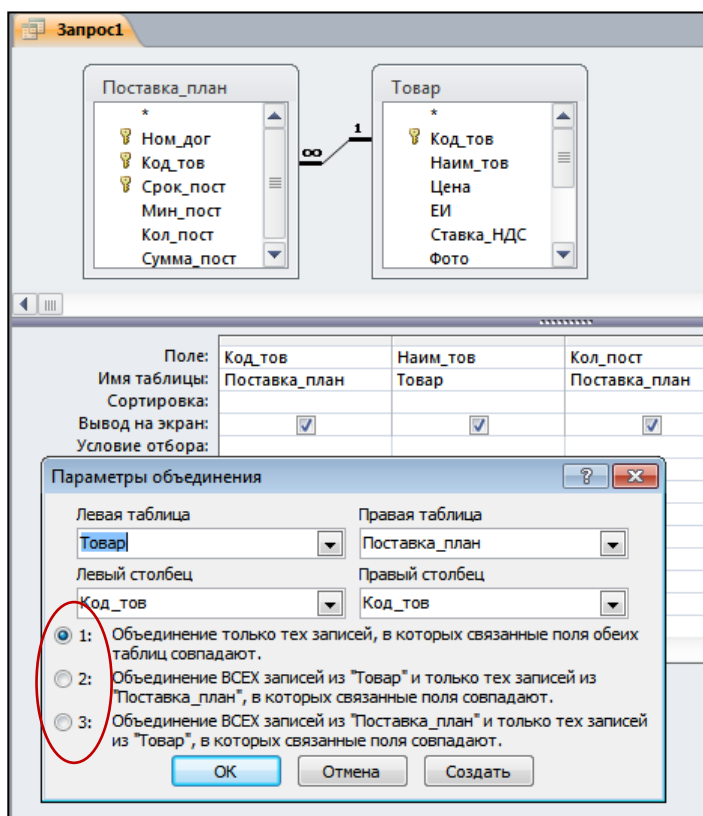 Запрос1
Поставка_план
*
Ном_дог
Код_тов
Срок_пост
Мин_пост
Кол_пост
Сумма_пост
∞
1
Товар
*
Код_тов
Наим_тов
Цена
ЕИ
Ставка_НДС
Фото
Поле: Код_тов Наим_тов Кол_пост
Имя таблицы: Поставка_план Товар Поставка_план
Сортировка:
Вывод на экран:
Условие отбора:
Параметры объединения
?
Левая таблица Правая таблица
Товар Поставка_план
Левый столбец Правый столбец
Код_тов Код_тов
1: Объединение только тех записей, в которых связанные поля обеих
таблиц совпадают.
2: Объединение ВСЕХ записей из "Товар" и только тех записей из
"Поставка_план", в которых связанные поля совпадают.
3: Объединение ВСЕХ записей из "Поставка_план" и только тех записей
из "Товар", в которых связанные поля совпадают.
ОК Отмена Создать